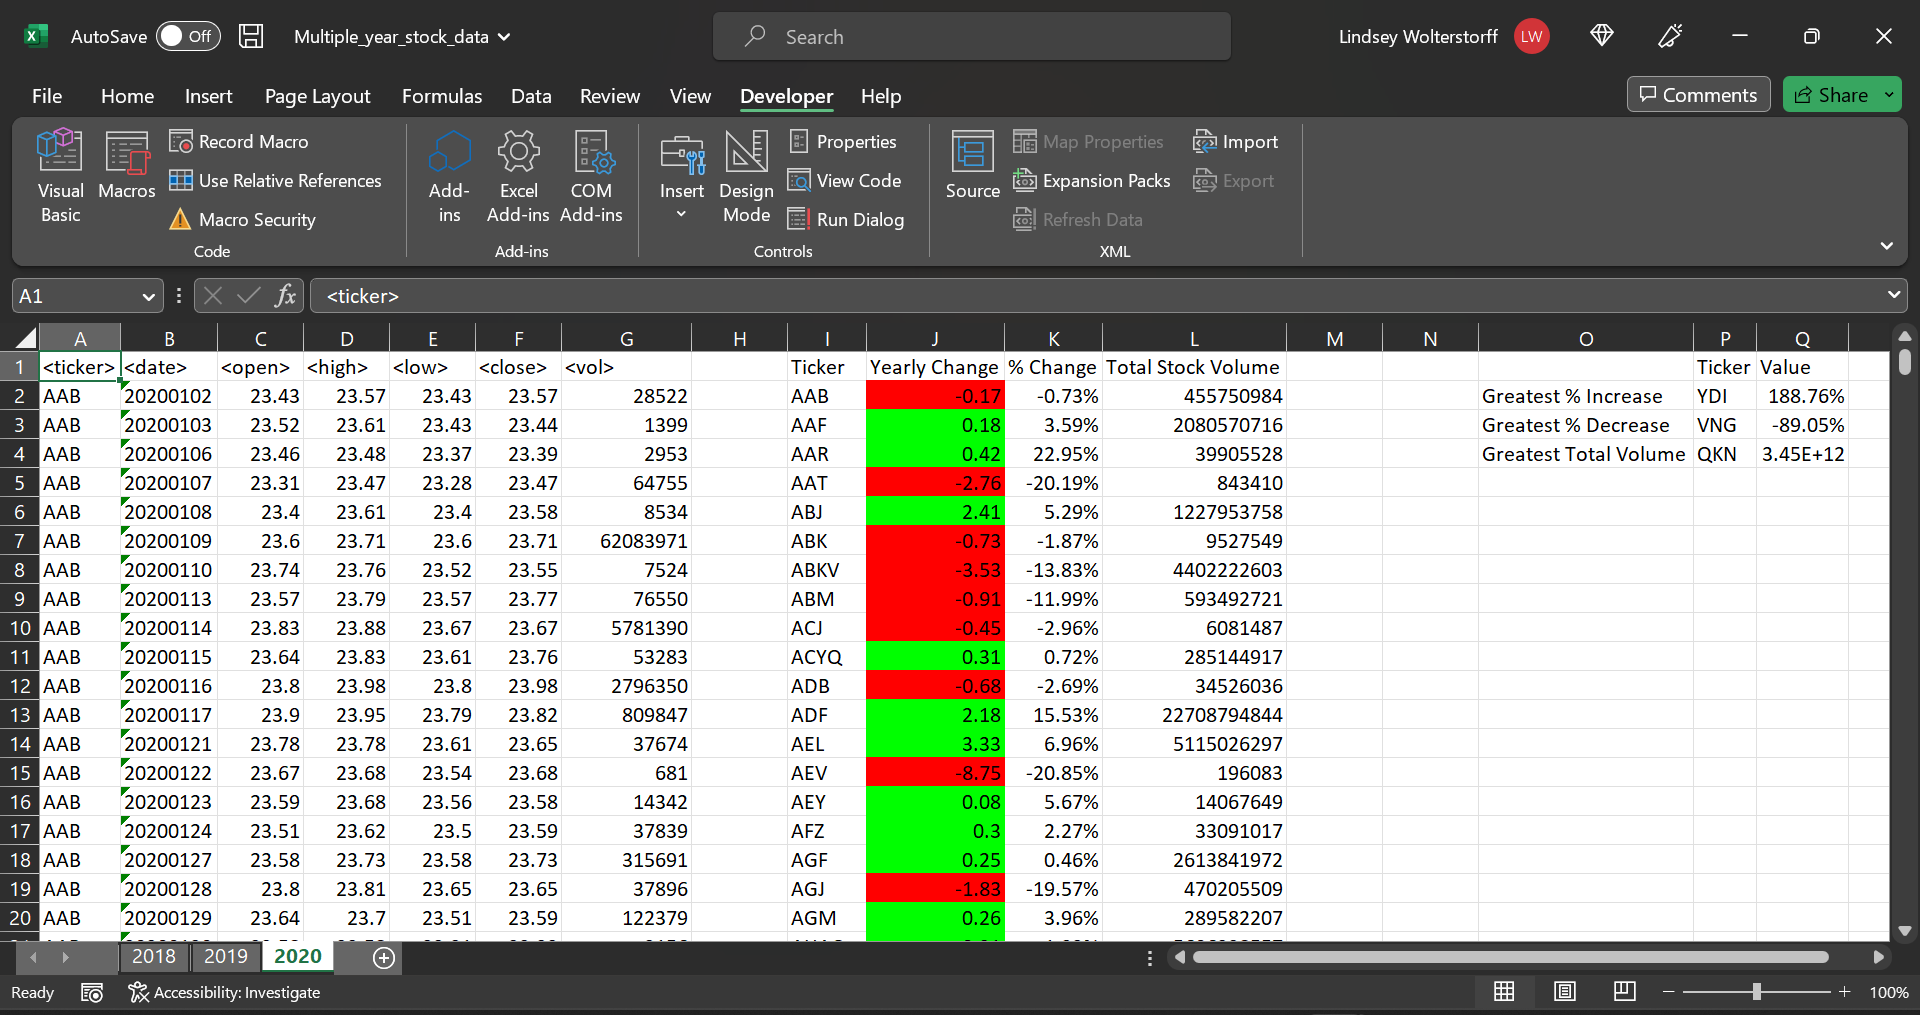 AutoSave Off Multiple_year_stock_data Search Lindsey Wolterstorff LW
File Home Insert Page Layout Formulas Data Review View Developer Help Comments Share
Visual Basic Macros Record Macro Use Relative References Macro Security Code
Add-ins Excel Add-ins COM Add-ins Add-ins
Insert Design Mode Properties View Code Run Dialog Controls
Source Map Properties Expansion Packs Refresh Data Import Export XML
A1 fx <ticker>
A B C D E F G H I J K L M N O P Q
1 <ticker> <date> <open> <high> <low> <close> <vol> Ticker Yearly Change % Change Total Stock Volume Ticker Value
2 AAB 20200102 23.43 23.57 23.43 23.57 28522 AAB -0.17 -0.73% 455750984 Greatest % Increase YDI 188.76%
3 AAB 20200103 23.52 23.61 23.43 23.44 1399 AAF 0.18 3.59% 2080570716 Greatest % Decrease VNG -89.05%
4 AAB 20200106 23.46 23.48 23.37 23.39 2953 AAR 0.42 22.95% 39905528 Greatest Total Volume QKN 3.45E+12
5 AAB 20200107 23.31 23.47 23.28 23.47 64755 AAT -2.76 -20.19% 843410
6 AAB 20200108 23.4 23.61 23.4 23.58 8534 ABJ 2.41 5.29% 1227953758
7 AAB 20200109 23.6 23.71 23.6 23.71 62083971 ABK -0.73 -1.87% 9527549
8 AAB 20200110 23.74 23.76 23.52 23.55 7524 ABKV -3.53 -13.83% 4402222603
9 AAB 20200113 23.57 23.79 23.57 23.77 76550 ABM -0.91 -11.99% 593492721
10 AAB 20200114 23.83 23.88 23.67 23.67 5781390 ACJ -0.45 -2.96% 6081487
11 AAB 20200115 23.64 23.83 23.61 23.76 53283 ACYQ 0.31 0.72% 285144917
12 AAB 20200116 23.8 23.98 23.8 23.98 2796350 ADB -0.68 -2.69% 34526036
13 AAB 20200117 23.9 23.95 23.79 23.82 809847 ADF 2.18 15.53% 22708794844
14 AAB 20200121 23.78 23.78 23.61 23.65 37674 AEL 3.33 6.96% 5115026297
15 AAB 20200122 23.67 23.68 23.54 23.68 681 AEV -8.75 -20.85% 196083
16 AAB 20200123 23.59 23.68 23.56 23.58 14342 AEY 0.08 5.67% 14067649
17 AAB 20200124 23.51 23.62 23.5 23.59 37839 AFZ 0.3 2.27% 33091017
18 AAB 20200127 23.58 23.73 23.58 23.73 315691 AGF 0.25 0.46% 2613841972
19 AAB 20200128 23.8 23.81 23.65 23.65 37896 AGJ -1.83 -19.57% 470205509
20 AAB 20200129 23.64 23.7 23.51 23.59 122379 AGM 0.26 3.96% 289582207
2018 2019 2020
Ready Accessibility: Investigate 100%